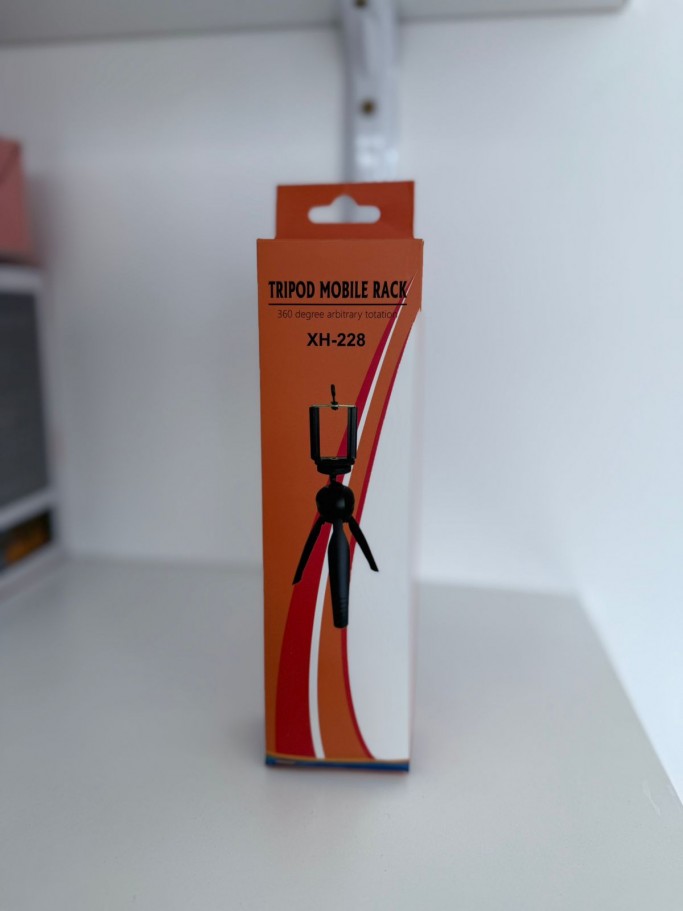 TRIPOD MOBILE RACK
360 degree arbitrary totation
XH-228